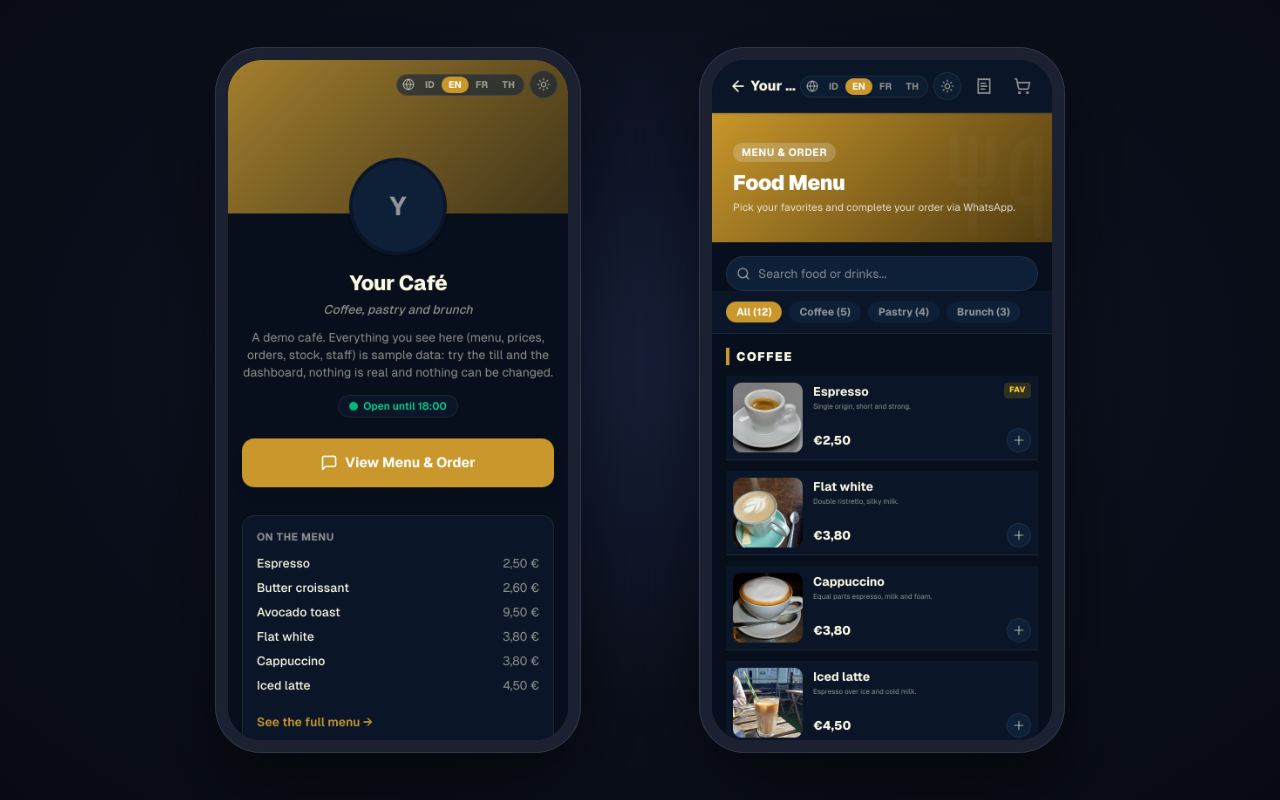 ID EN FR TH
Y
Your Café
Coffee, pastry and brunch
A demo café. Everything you see here (menu, prices,
orders, stock, staff) is sample data: try the till and the
dashboard, nothing is real and nothing can be changed.
Open until 18:00
View Menu & Order
ON THE MENU
Espresso 2,50 €
Butter croissant 2,60 €
Avocado toast 9,50 €
Flat white 3,80 €
Cappuccino 3,80 €
Iced latte 4,50 €
See the full menu →
← Your ... ID EN FR TH
MENU & ORDER
Food Menu
Pick your favorites and complete your order via WhatsApp.
Search food or drinks...
All (12) Coffee (5) Pastry (4) Brunch (3)
COFFEE
Espresso FAV
Single origin, short and strong.
€2,50
Flat white
Double ristretto, silky milk.
€3,80
Cappuccino
Equal parts espresso, milk and foam.
€3,80
Iced latte
Espresso over ice and cold milk.
€4,50